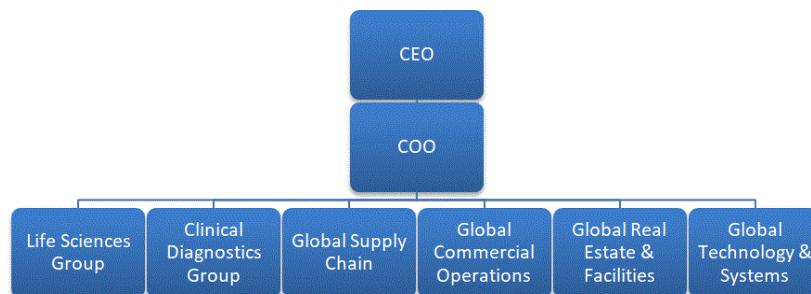 CEO
COO
Life Sciences
Group
Clinical
Diagnostics
Group
Global Supply
Chain
Global
Commercial
Operations
Global Real
Estate &
Facilities
Global
Technology &
Systems